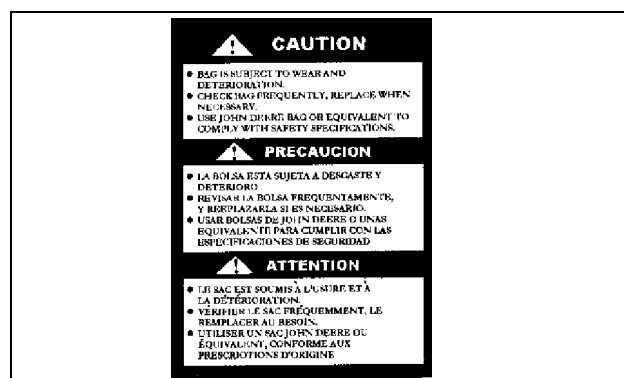 CAUTION
● BAG IS SUBJECT TO WEAR AND
DETERIORATION.
● CHECK BAG FREQUENTLY, REPLACE WHEN
NECESSARY.
● USE JOHN DEERE BAG OR EQUIVALENT TO
COMPLY WITH SAFETY SPECIFICATIONS.
PRECAUCION
● LA BOLSA ESTA SUJETA A DESGASTE Y
DETERIORO
● REVISAR LA BOLSA FREQUENTAMENTE,
Y REEPLAZARLA SI ES NECESARIO.
● USAR BOLSAS DE JOHN DEERE O UNAS
EQUIVALENTE PARA CUMPLIR CON LAS
ESPECIFICACIONES DE SEGURIDAD
ATTENTION
● LE SAC EST SOUMIS À L'USURE ET À
LA DÉTÉRIORATION.
● VÉRIFIER LE SAC FRÉQUEMMENT, LE
REMPLACER AU BESOIN.
● UTILISER UN SAC JOHN DEERE OU
ÉQUIVALENT, CONFORME AUX
PRESCRIOTIONS D'ORIGINE